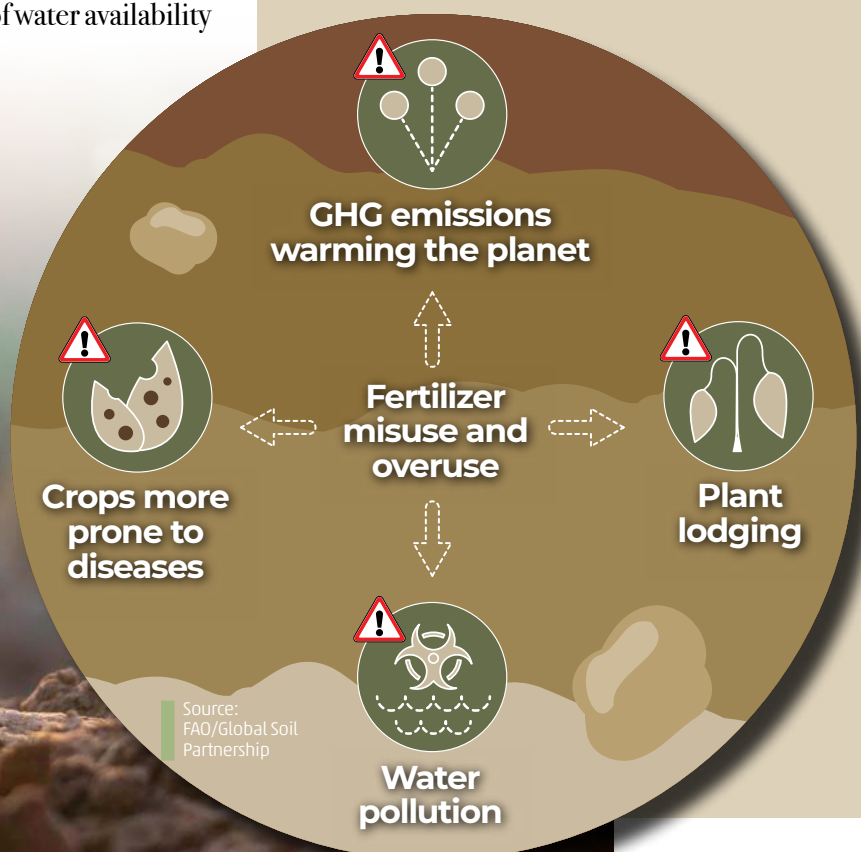 of water availability
GHG emissions
warming the planet
Fertilizer
misuse and
overuse
Crops more
prone to
diseases
Plant
lodging
Source:
FAO/Global Soil
Partnership
Water
pollution